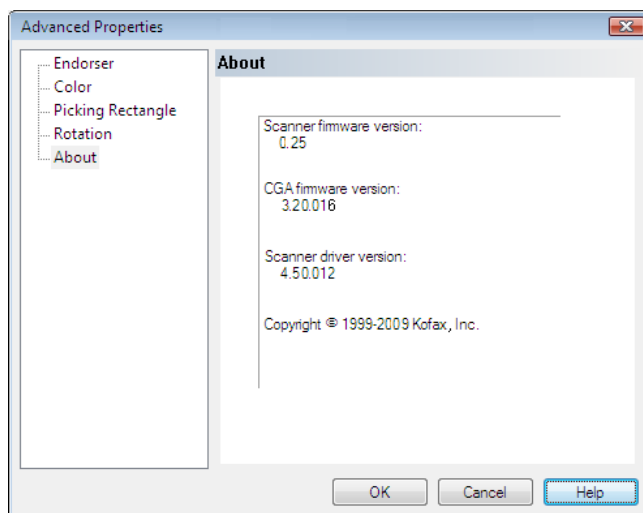 Advanced Properties
Endorser
Color
Picking Rectangle
Rotation
About
About
Scanner firmware version:
0.25
CGA firmware version:
3.20.016
Scanner driver version:
4.50.012
Copyright ® 1999-2009 Kofax, Inc.
OK
Cancel
Help